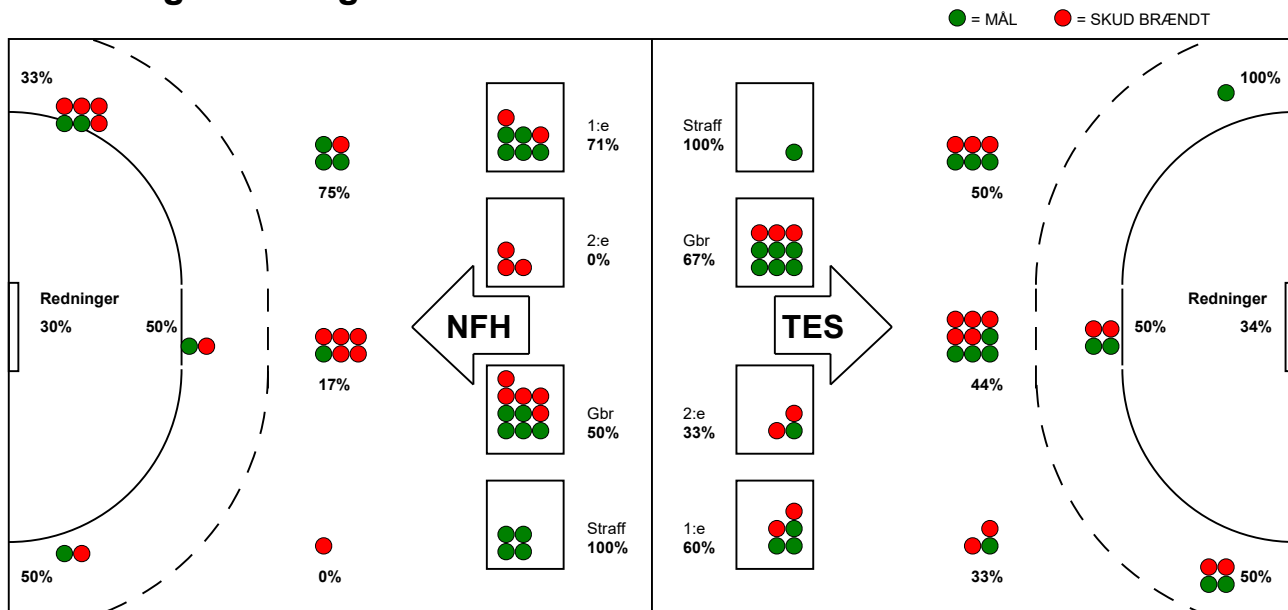 = MÅL = SKUD BRÆNDT
33%
100%
1:e
71%
Straff
100%
75%
50%
2:e
0%
Gbr
67%
Redninger
30%
50%
NFH
TES
50%
Redninger
34%
17%
44%
Gbr
50%
2:e
33%
Straff
100%
1:e
60%
50%
0%
33%
50%